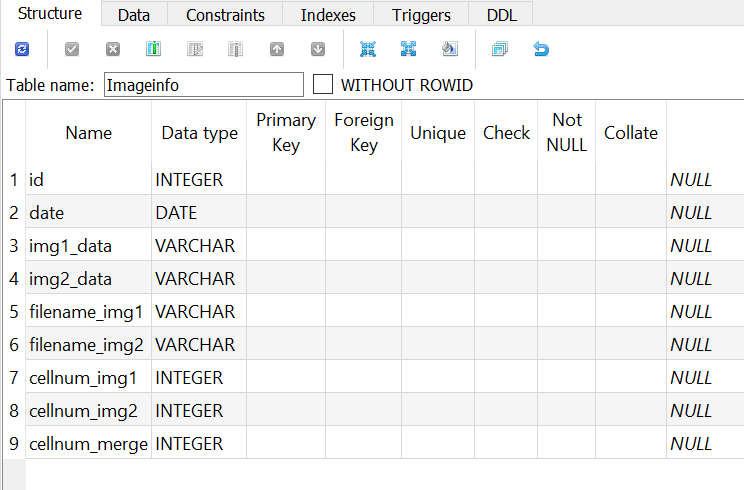 Structure Data Constraints Indexes Triggers DDL
Table name: Imageinfo WITHOUT ROWID
Name Data type Primary Key Foreign Key Unique Check Not NULL Collate
1 id INTEGER NULL
2 date DATE NULL
3 img1_data VARCHAR NULL
4 img2_data VARCHAR NULL
5 filename_img1 VARCHAR NULL
6 filename_img2 VARCHAR NULL
7 cellnum_img1 INTEGER NULL
8 cellnum_img2 INTEGER NULL
9 cellnum_merge INTEGER NULL